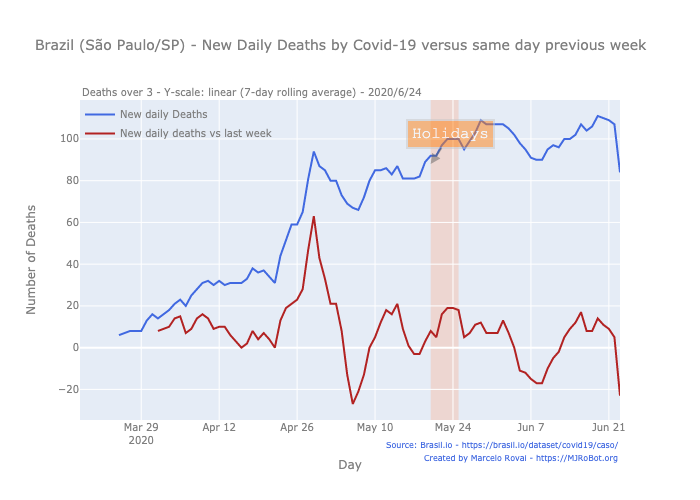 Brazil (São Paulo/SP) - New Daily Deaths by Covid-19 versus same day previous week
Deaths over 3 - Y-scale: linear (7-day rolling average) - 2020/6/24
New daily Deaths
New daily deaths vs last week
Holidays
Number of Deaths
100
80
60
40
20
0
−20
Mar 29
2020
Apr 12
Apr 26
May 10
May 24
Jun 7
Jun 21
Day
Source: Brasil.io - https://brasil.io/dataset/covid19/caso/
Created by Marcelo Rovai - https://MJRoBot.org